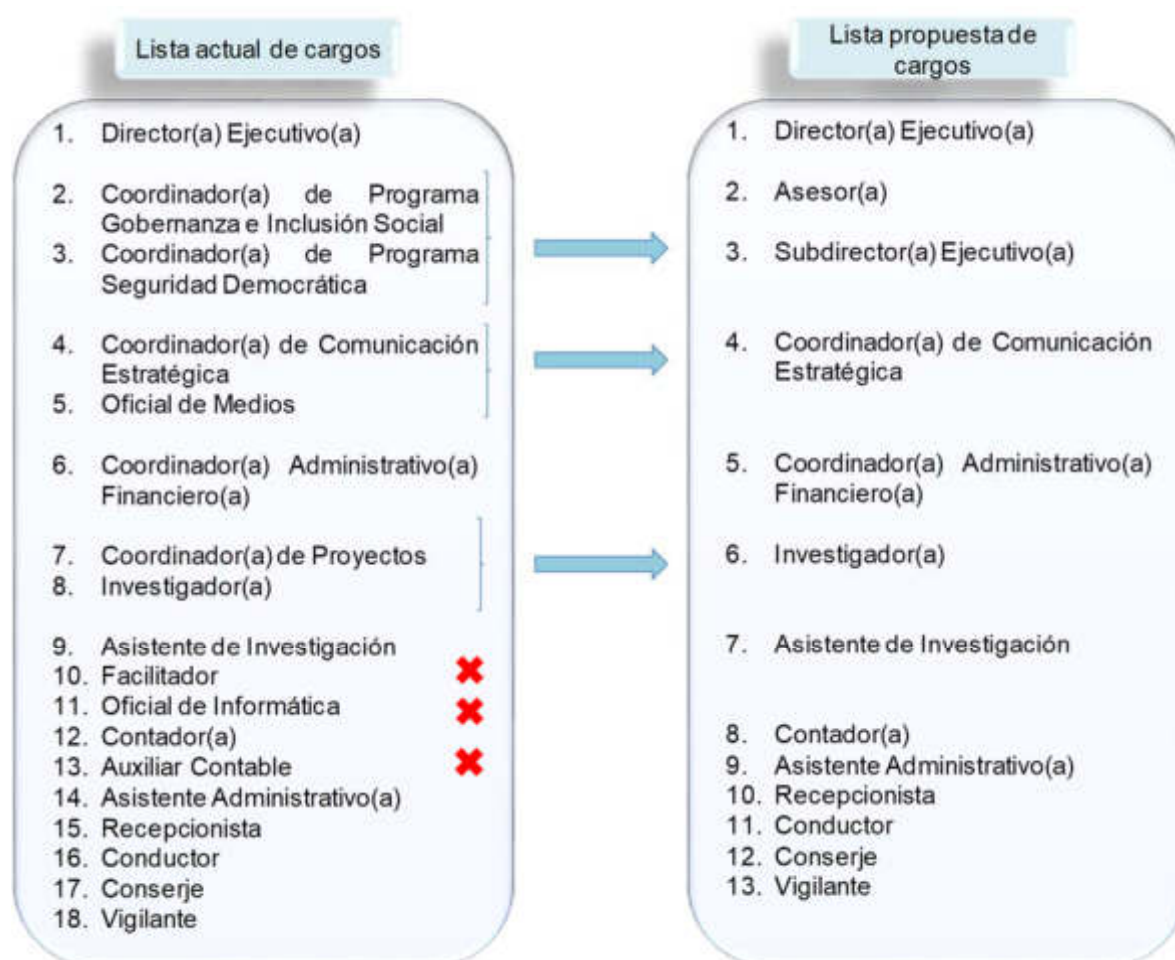 Lista actual de cargos
1. Director(a) Ejecutivo(a)
2. Coordinador(a) de Programa
Gobernanza e Inclusión Social
3. Coordinador(a) de Programa
Seguridad Democrática
4. Coordinador(a) de Comunicación
Estratégica
5. Oficial de Medios
6. Coordinador(a) Administrativo(a)
Financiero(a)
7. Coordinador(a) de Proyectos
8. Investigador(a)
9. Asistente de Investigación
10. Facilitador
11. Oficial de Informática
12. Contador(a)
13. Auxiliar Contable
14. Asistente Administrativo(a)
15. Recepcionista
16. Conductor
17. Conserje
18. Vigilante
Lista propuesta de
cargos
1. Director(a) Ejecutivo(a)
2. Asesor(a)
3. Subdirector(a) Ejecutivo(a)
4. Coordinador(a) de Comunicación
Estratégica
5. Coordinador(a) Administrativo(a)
Financiero(a)
6. Investigador(a)
7. Asistente de Investigación
8. Contador(a)
9. Asistente Administrativo(a)
10. Recepcionista
11. Conductor
12. Conserje
13. Vigilante